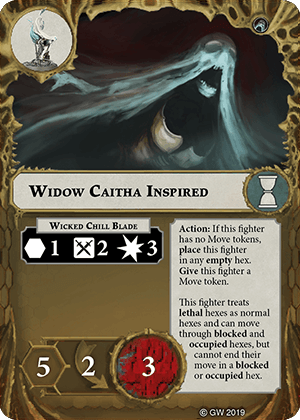 WIDOW CAITHA INSPIRED
WICKED CHILL BLADE
1 2 3
Action: If this fighter
has no Move tokens,
place this fighter
in any empty hex.
Give this fighter a
Move token.
This fighter treats
lethal hexes as normal
hexes and can move
through blocked and
occupied hexes, but
cannot end their
move in a blocked
or occupied hex.
5 2 3
© GW 2019